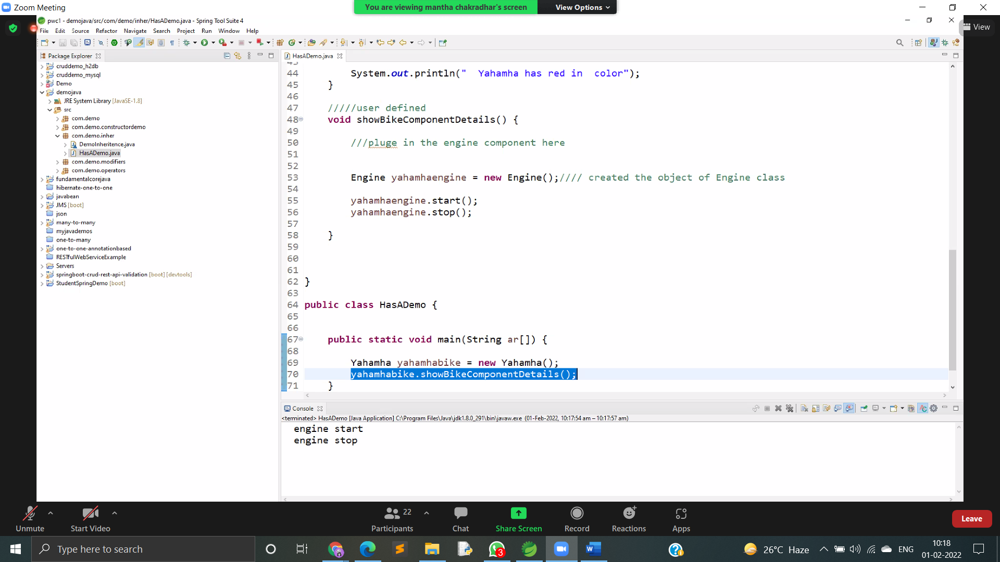 Zoom Meeting
You are viewing mantha chakradhar's screen
View Options
View
pwc1 - demojava/src/com/demo/inher/HasADemo.java - Spring Tool Suite 4
File Edit Source Refactor Navigate Search Project Run Window Help
Package Explorer
cruddemo_h2db
cruddemo_mysql
Demo
demojava
JRE System Library [JavaSE-1.8]
src
com.demo
com.demo.constructordemo
com.demo.inher
DemoInheritence.java
HasADemo.java
com.demo.modifiers
com.demo.operators
fundamentalcorejava
hibernate-one-to-one
javabean
JMS [boot]
json
many-to-many
myjavademos
one-to-many
one-to-one-annotationbased
RESTfulWebServiceExample
Servers
springboot-crud-rest-api-validation [boot] [devtools]
StudentSpringDemo [boot]
HasADemo.java
44 System.out.println("  Yahamha has red in  color");
45 }
46
47 /////user defined
48 void showBikeComponentDetails() {
49
50 ///pluge in the engine component here
51
52
53 Engine yahamhaengine = new Engine();//// created the object of Engine class
54
55 yahamhaengine.start();
56 yahamhaengine.stop();
57
58 }
59
60
61
62 }
63
64 public class HasADemo {
65
66
67 public static void main(String ar[]) {
68
69 Yahamha yahamhabike = new Yahamha();
70 yahamhabike.showBikeComponentDetails();
71 }
Console
<terminated> HasADemo [Java Application] C:\Program Files\Java\jdk1.8.0_291\bin\javaw.exe (01-Feb-2022, 10:17:54 am – 10:17:57 am)
engine start
engine stop
Unmute
Start Video
22
Participants
Chat
Share Screen
Record
Reactions
Apps
Leave
Type here to search
3
26°C Haze
ENG
10:18
01-02-2022